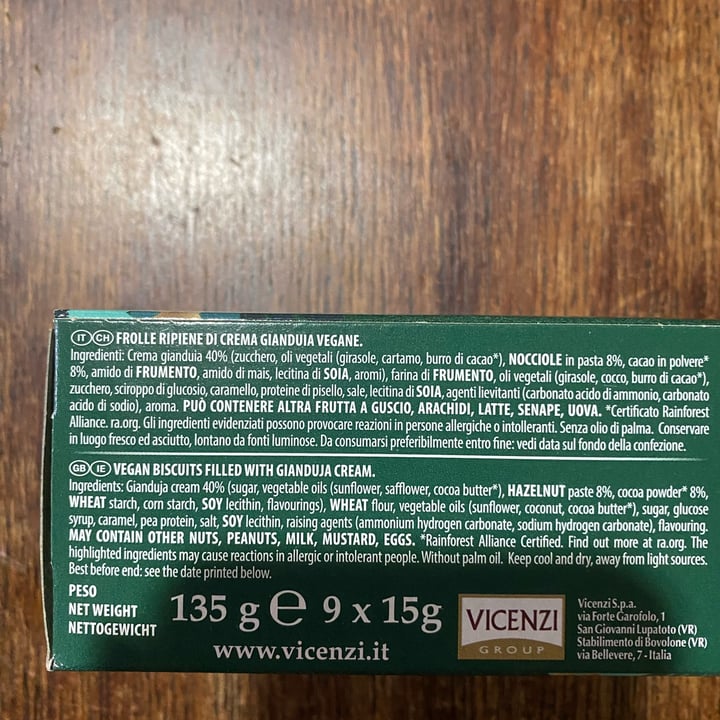 IT CH FROLLE RIPIENE DI CREMA GIANDUIA VEGANE.
Ingredienti: Crema gianduia 40% (zucchero, oli vegetali (girasole, cartamo, burro di cacao*), NOCCIOLE in pasta 8%, cacao in polvere*
8%, amido di FRUMENTO, amido di mais, lecitina di SOIA, aromi), farina di FRUMENTO, oli vegetali (girasole, cocco, burro di cacao*),
zucchero, sciroppo di glucosio, caramello, proteine di pisello, sale, lecitina di SOIA, agenti lievitanti (carbonato acido di ammonio, carbonato
acido di sodio), aroma. PUÒ CONTENERE ALTRA FRUTTA A GUSCIO, ARACHIDI, LATTE, SENAPE, UOVA. *Certificato Rainforest
Alliance. ra.org. Gli ingredienti evidenziati possono provocare reazioni in persone allergiche o intolleranti. Senza olio di palma. Conservare
in luogo fresco ed asciutto, lontano da fonti luminose. Da consumarsi preferibilmente entro fine: vedi data sul fondo della confezione.
GB IE VEGAN BISCUITS FILLED WITH GIANDUJA CREAM.
Ingredients: Gianduja cream 40% (sugar, vegetable oils (sunflower, safflower, cocoa butter*), HAZELNUT paste 8%, cocoa powder* 8%,
WHEAT starch, corn starch, SOY lecithin, flavourings), WHEAT flour, vegetable oils (sunflower, coconut, cocoa butter*), sugar, glucose
syrup, caramel, pea protein, salt, SOY lecithin, raising agents (ammonium hydrogen carbonate, sodium hydrogen carbonate), flavouring.
MAY CONTAIN OTHER NUTS, PEANUTS, MILK, MUSTARD, EGGS. *Rainforest Alliance Certified. Find out more at ra.org. The
highlighted ingredients may cause reactions in allergic or intolerant people. Without palm oil. Keep cool and dry, away from light sources.
Best before end: see the date printed below.
PESO
NET WEIGHT
NETTOGEWICHT
135 g ℮ 9 x 15g
www.vicenzi.it
VICENZI
GROUP
Vicenzi S.p.a.
via Forte Garofolo, 1
San Giovanni Lupatoto (VR)
Stabilimento di Bovolone (VR)
via Bellevere, 7 - Italia